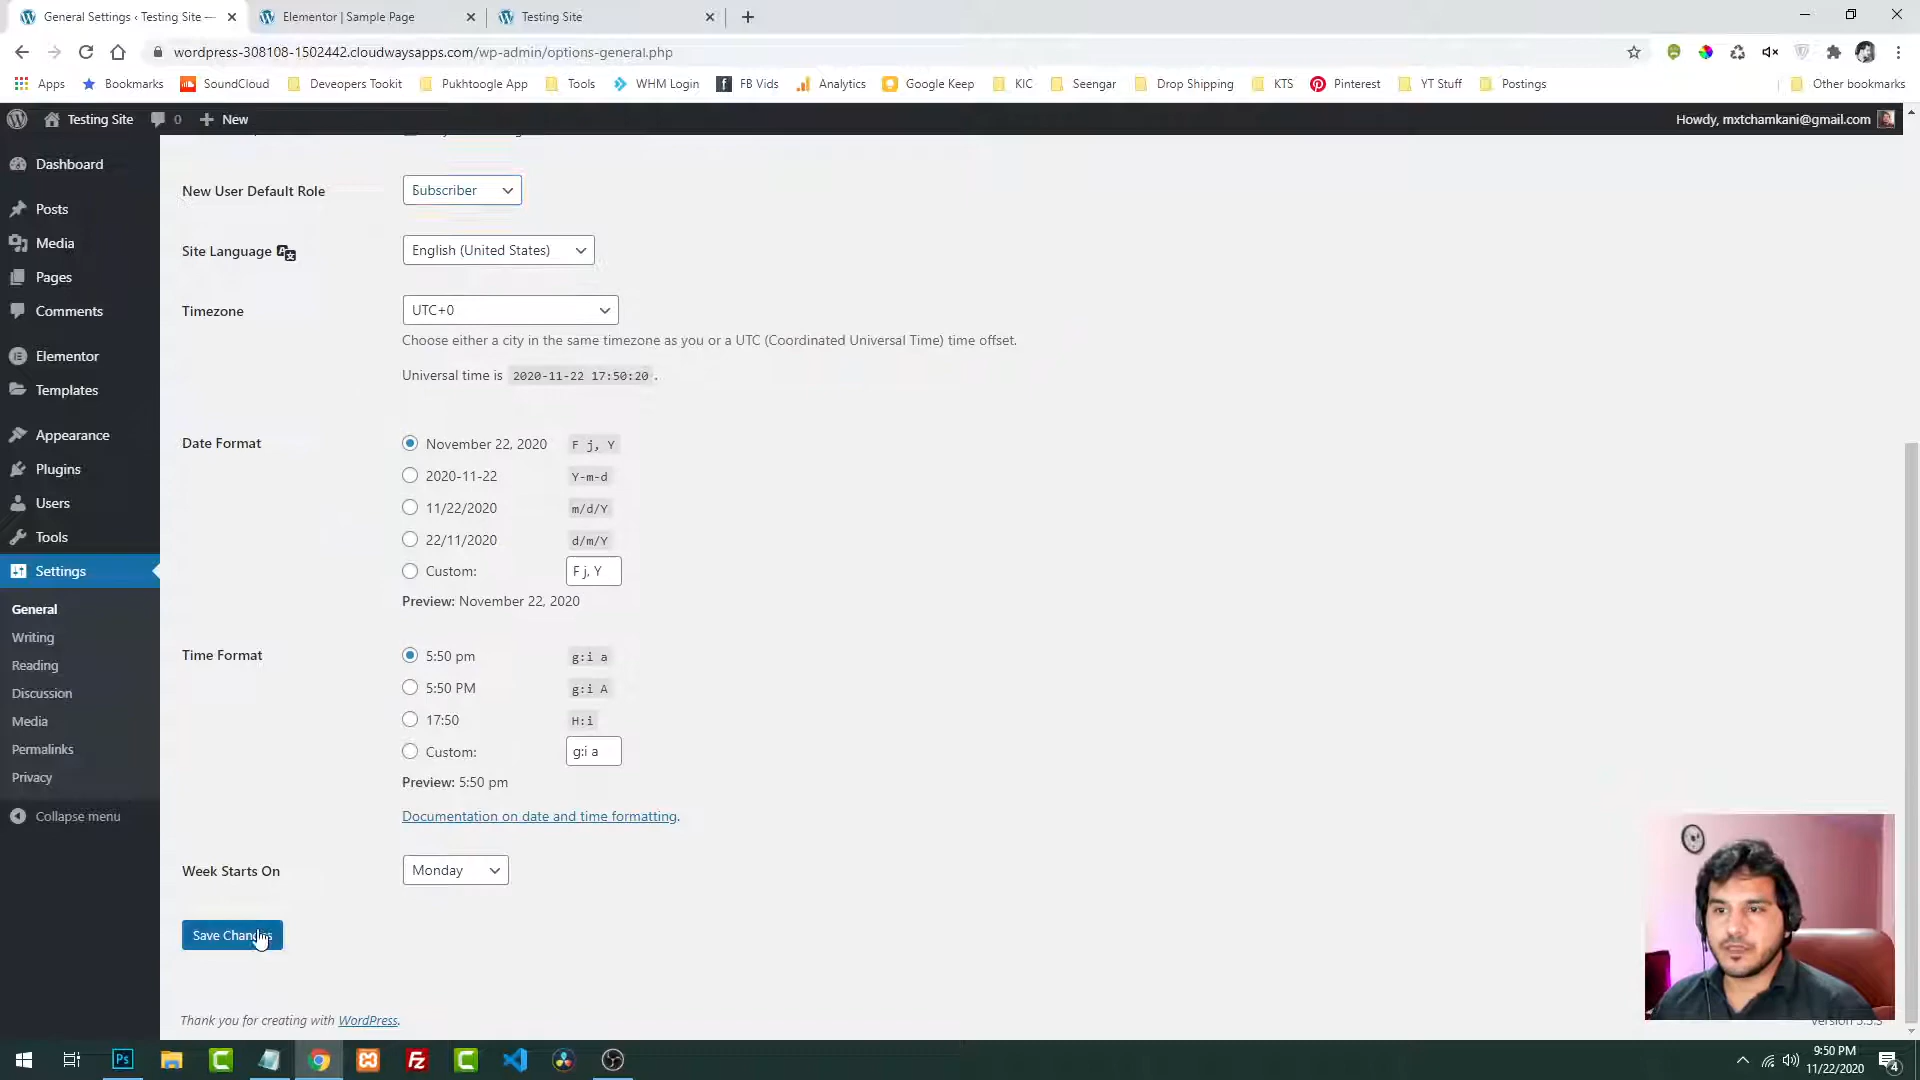 General Settings ‹ Testing Site —
Elementor | Sample Page
Testing Site
wordpress-308108-1502442.cloudwaysapps.com/wp-admin/options-general.php
Apps
Bookmarks
SoundCloud
Deveopers Tookit
Pukhtoogle App
Tools
WHM Login
FB Vids
Analytics
Google Keep
KIC
Seengar
Drop Shipping
KTS
Pinterest
YT Stuff
Postings
Other bookmarks
Testing Site
0
New
Howdy, mxtchamkani@gmail.com
Dashboard
Posts
Media
Pages
Comments
Elementor
Templates
Appearance
Plugins
Users
Tools
Settings
General
Writing
Reading
Discussion
Media
Permalinks
Privacy
Collapse menu
New User Default Role
Subscriber
Site Language
English (United States)
Timezone
UTC+0
Choose either a city in the same timezone as you or a UTC (Coordinated Universal Time) time offset.
Universal time is 2020-11-22 17:50:20 .
Date Format
November 22, 2020 F j, Y
2020-11-22 Y-m-d
11/22/2020 m/d/Y
22/11/2020 d/m/Y
Custom: F j, Y
Preview: November 22, 2020
Time Format
5:50 pm g:i a
5:50 PM g:i A
17:50 H:i
Custom: g:i a
Preview: 5:50 pm
Documentation on date and time formatting.
Week Starts On
Monday
Save Changes
Thank you for creating with WordPress.
Ps
9:50 PM
11/22/2020
4